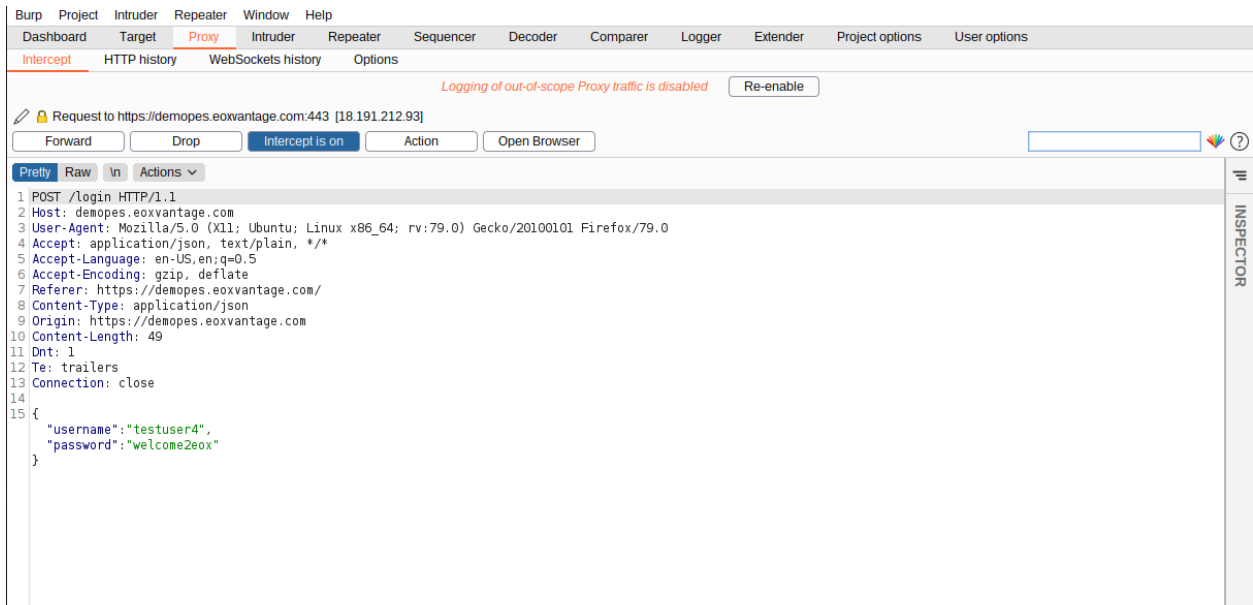 Burp Project Intruder Repeater Window Help
Dashboard Target Proxy Intruder Repeater Sequencer Decoder Comparer Logger Extender Project options User options
Intercept HTTP history WebSockets history Options
Logging of out-of-scope Proxy traffic is disabled Re-enable
Request to https://demopes.eoxvantage.com:443 [18.191.212.93]
Forward Drop Intercept is on Action Open Browser ?
Pretty Raw \n Actions
INSPECTOR
1 POST /login HTTP/1.1
2 Host: demopes.eoxvantage.com
3 User-Agent: Mozilla/5.0 (X11; Ubuntu; Linux x86_64; rv:79.0) Gecko/20100101 Firefox/79.0
4 Accept: application/json, text/plain, */*
5 Accept-Language: en-US,en;q=0.5
6 Accept-Encoding: gzip, deflate
7 Referer: https://demopes.eoxvantage.com/
8 Content-Type: application/json
9 Origin: https://demopes.eoxvantage.com
10 Content-Length: 49
11 Dnt: 1
12 Te: trailers
13 Connection: close
14
15 {
"username":"testuser4",
"password":"welcome2eox"
}